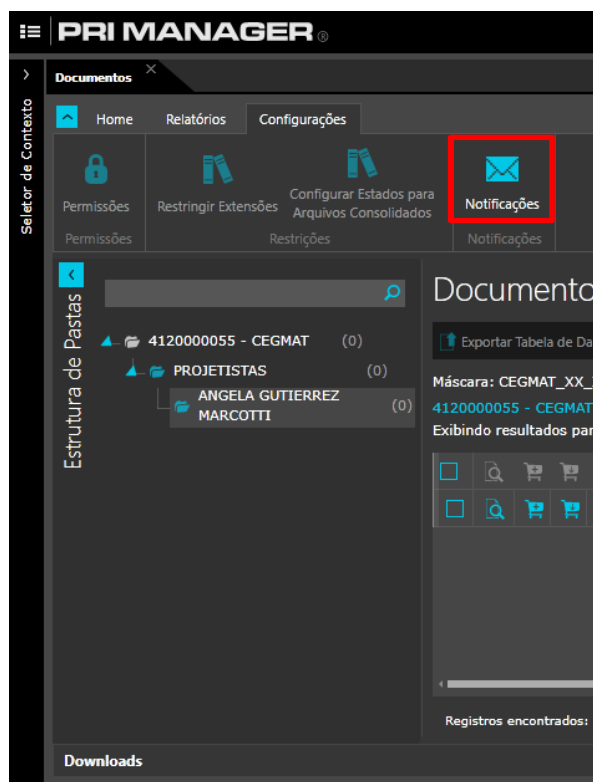 PRI MANAGER®
Documentos
Seletor de Contexto
Home Relatórios Configurações
Permissões
Restringir Extensões
Configurar Estados para
Arquivos Consolidados
Notificações
Permissões Restrições Notificações
Estrutura de Pastas
4120000055 - CEGMAT (0)
PROJETISTAS (0)
ANGELA GUTIERREZ
MARCOTTI (0)
Documento
Exportar Tabela de Da
Máscara: CEGMAT_XX_
4120000055 - CEGMAT
Exibindo resultados par
Registros encontrados:
Downloads